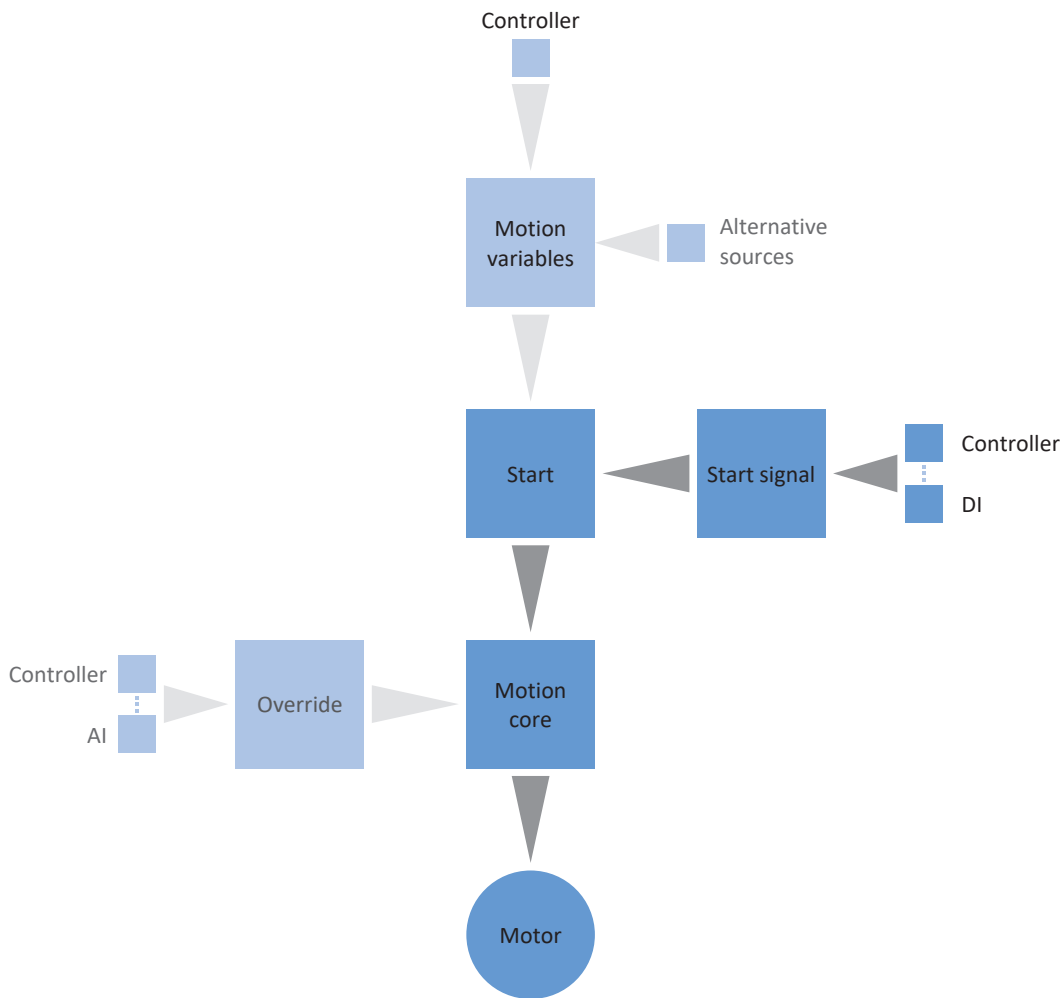 Controller
Motion
variables
Alternative
sources
Start
Start signal
Controller
DI
Controller
AI
Override
Motion
core
Motor